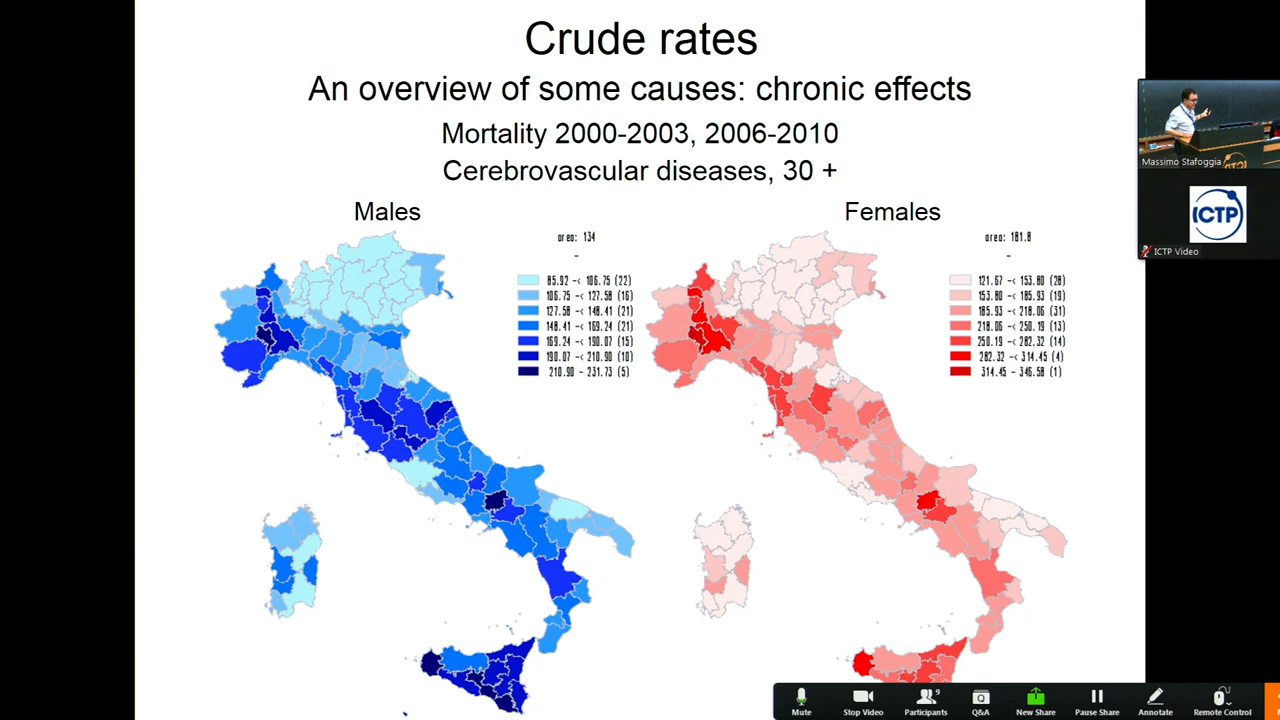 Crude rates
An overview of some causes: chronic effects
Mortality 2000-2003, 2006-2010
Cerebrovascular diseases, 30 +
Males
Females
area: 134
-
85.92 -< 106.75 (22)
106.75 -< 127.58 (16)
127.58 -< 148.41 (21)
148.41 -< 169.24 (21)
169.24 -< 190.07 (15)
190.07 -< 210.90 (10)
210.90 - 231.73 (5)
area: 181.8
-
121.67 -< 153.80 (28)
153.80 -< 185.93 (19)
185.93 -< 218.06 (31)
218.06 -< 250.19 (13)
250.19 -< 282.32 (14)
282.32 -< 314.45 (4)
314.45 - 346.58 (1)
Massimo Stafoggia
ICTP
ICTP Video
Mute
Stop Video
Participants
9
Q&A
New Share
Pause Share
Annotate
Remote Control